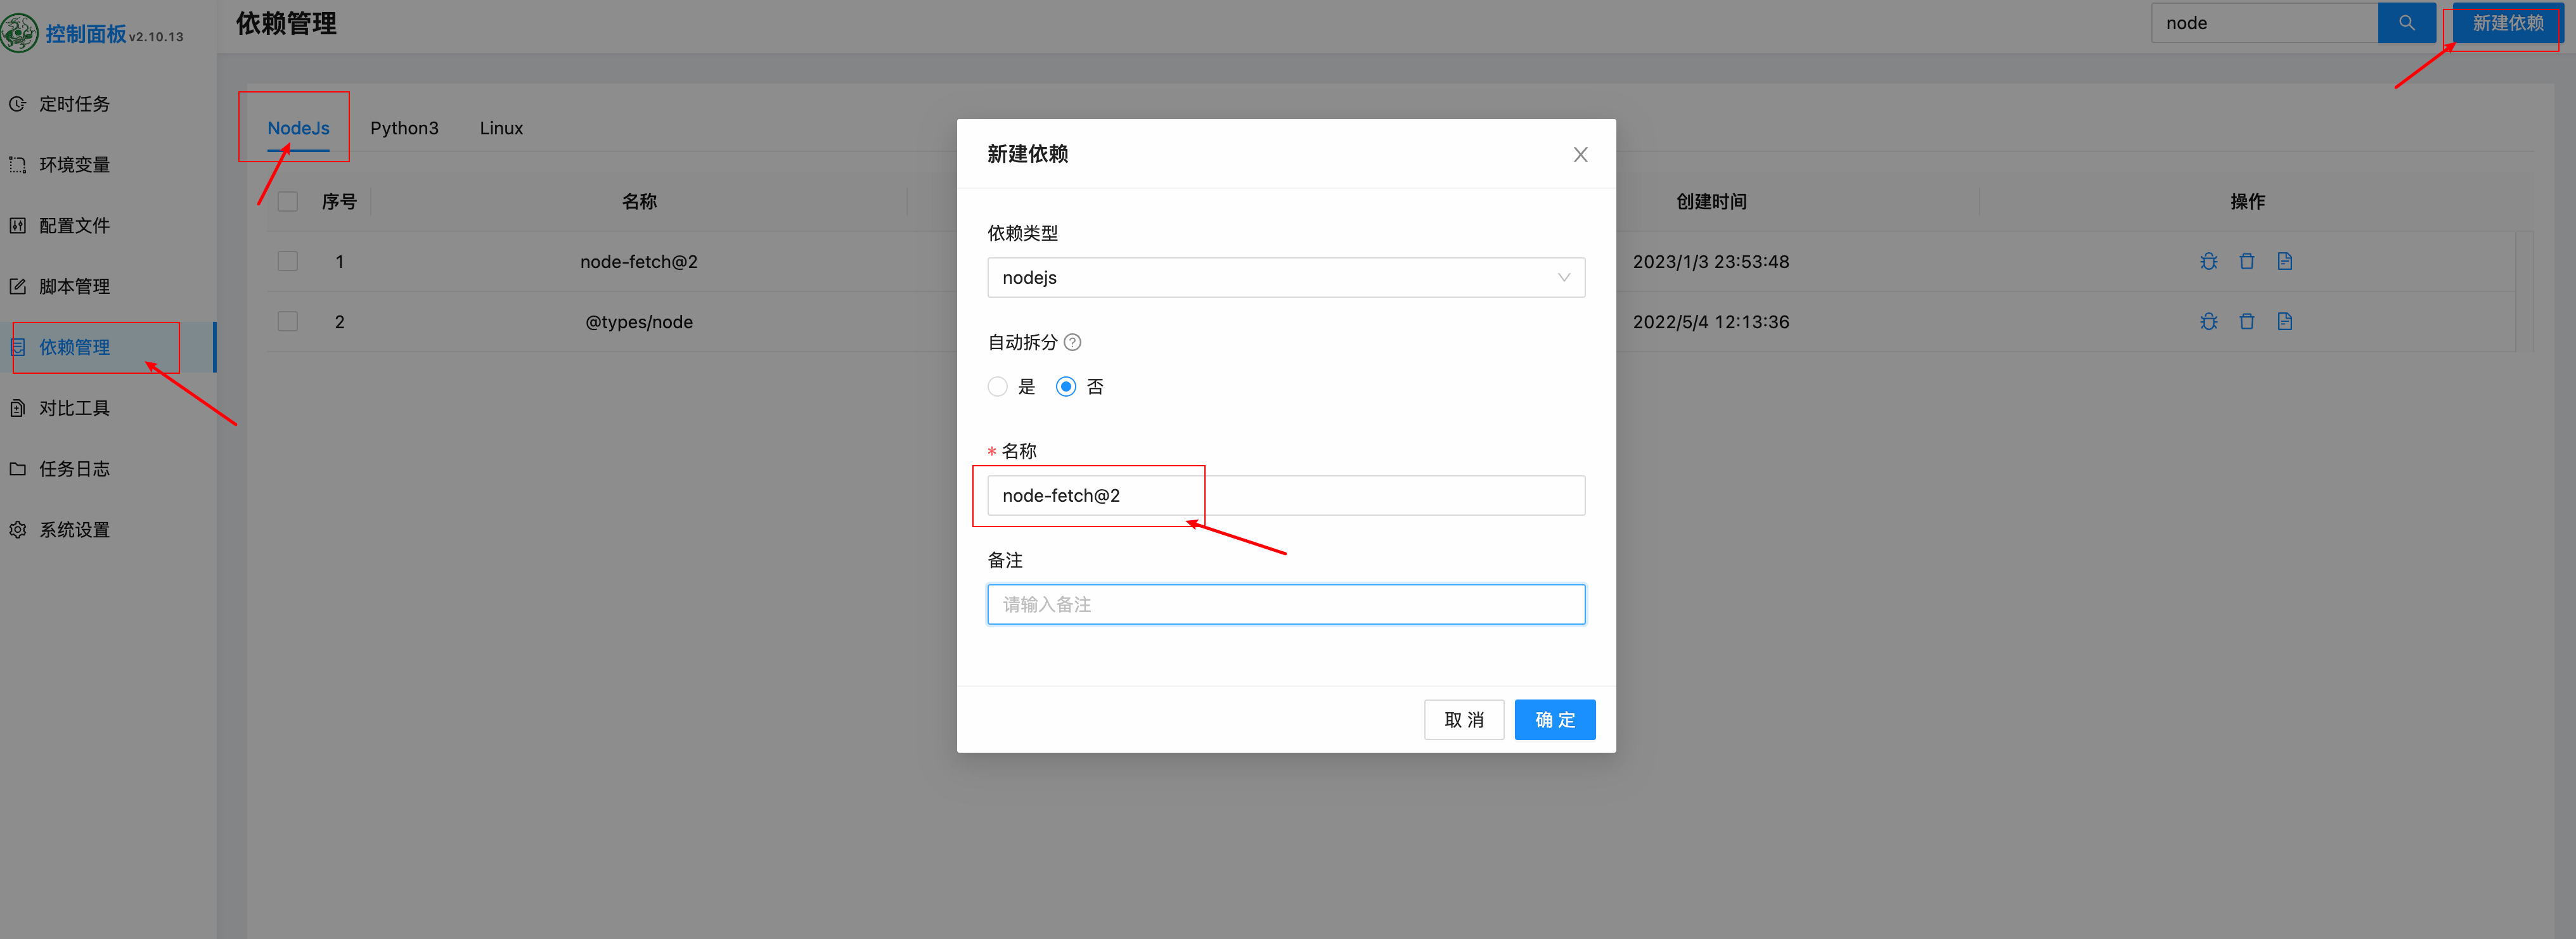 控制面板 v2.10.13
依赖管理
node
新建依赖
定时任务
环境变量
配置文件
脚本管理
依赖管理
对比工具
任务日志
系统设置
NodeJs Python3 Linux
序号 名称 创建时间 操作
1 node-fetch@2 2023/1/3 23:53:48
2 @types/node 2022/5/4 12:13:36
新建依赖
依赖类型
nodejs
自动拆分
是 否
* 名称
node-fetch@2
备注
请输入备注
取 消 确 定